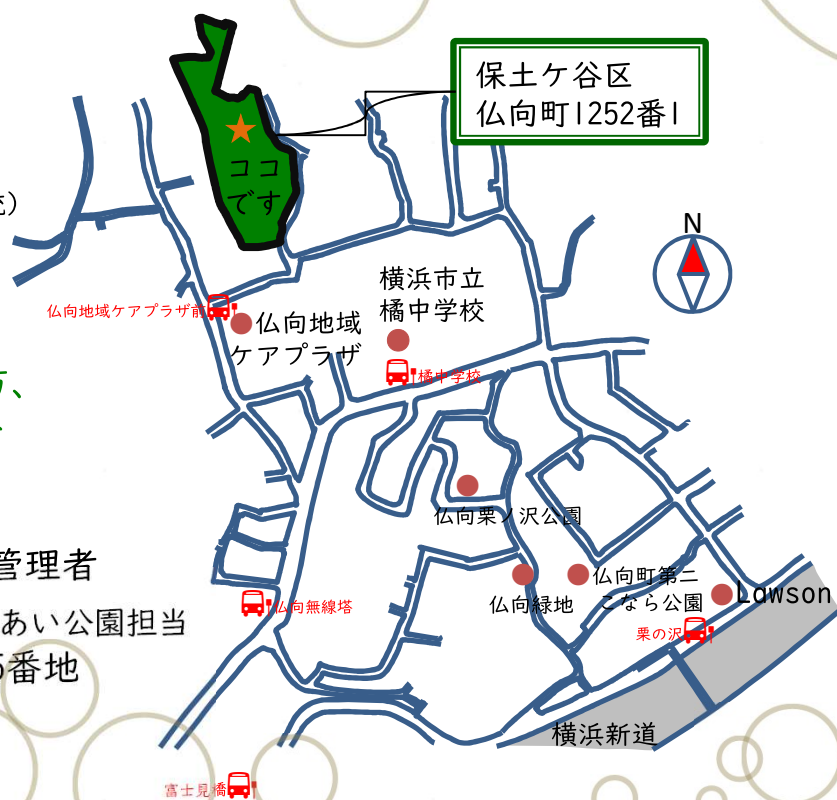 保土ケ谷区
仏向町1252番1
ココ
です
N
横浜市立
橘中学校
仏向地域ケアプラザ前
仏向地域
ケアプラザ
橘中学校
仏向栗ノ沢公園
管理者
仏向町第二
こなら公園
Lawson
仏向緑地
仏向無線塔
あい公園担当
栗の沢
番地
横浜新道
富士見橋